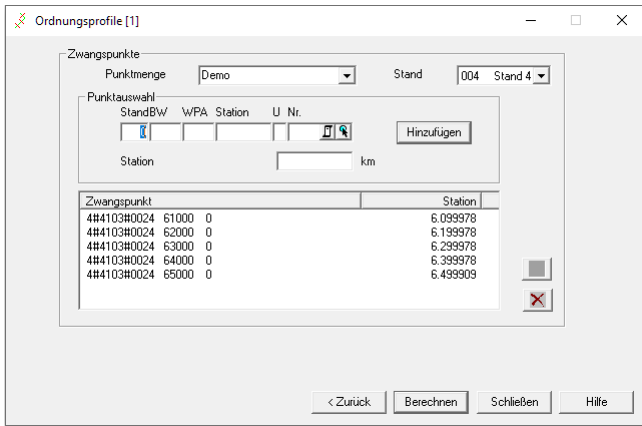 Ordnungsprofile [1]
Zwangspunkte
Punktmenge Demo Stand 004 Stand 4
Punktauswahl
StandBW WPA Station U Nr.
Hinzufügen
Station km
Zwangspunkt Station
4#4103#0024 61000 0 6.099978
4#4103#0024 62000 0 6.199978
4#4103#0024 63000 0 6.299978
4#4103#0024 64000 0 6.399978
4#4103#0024 65000 0 6.499909
< Zurück Berechnen Schließen Hilfe